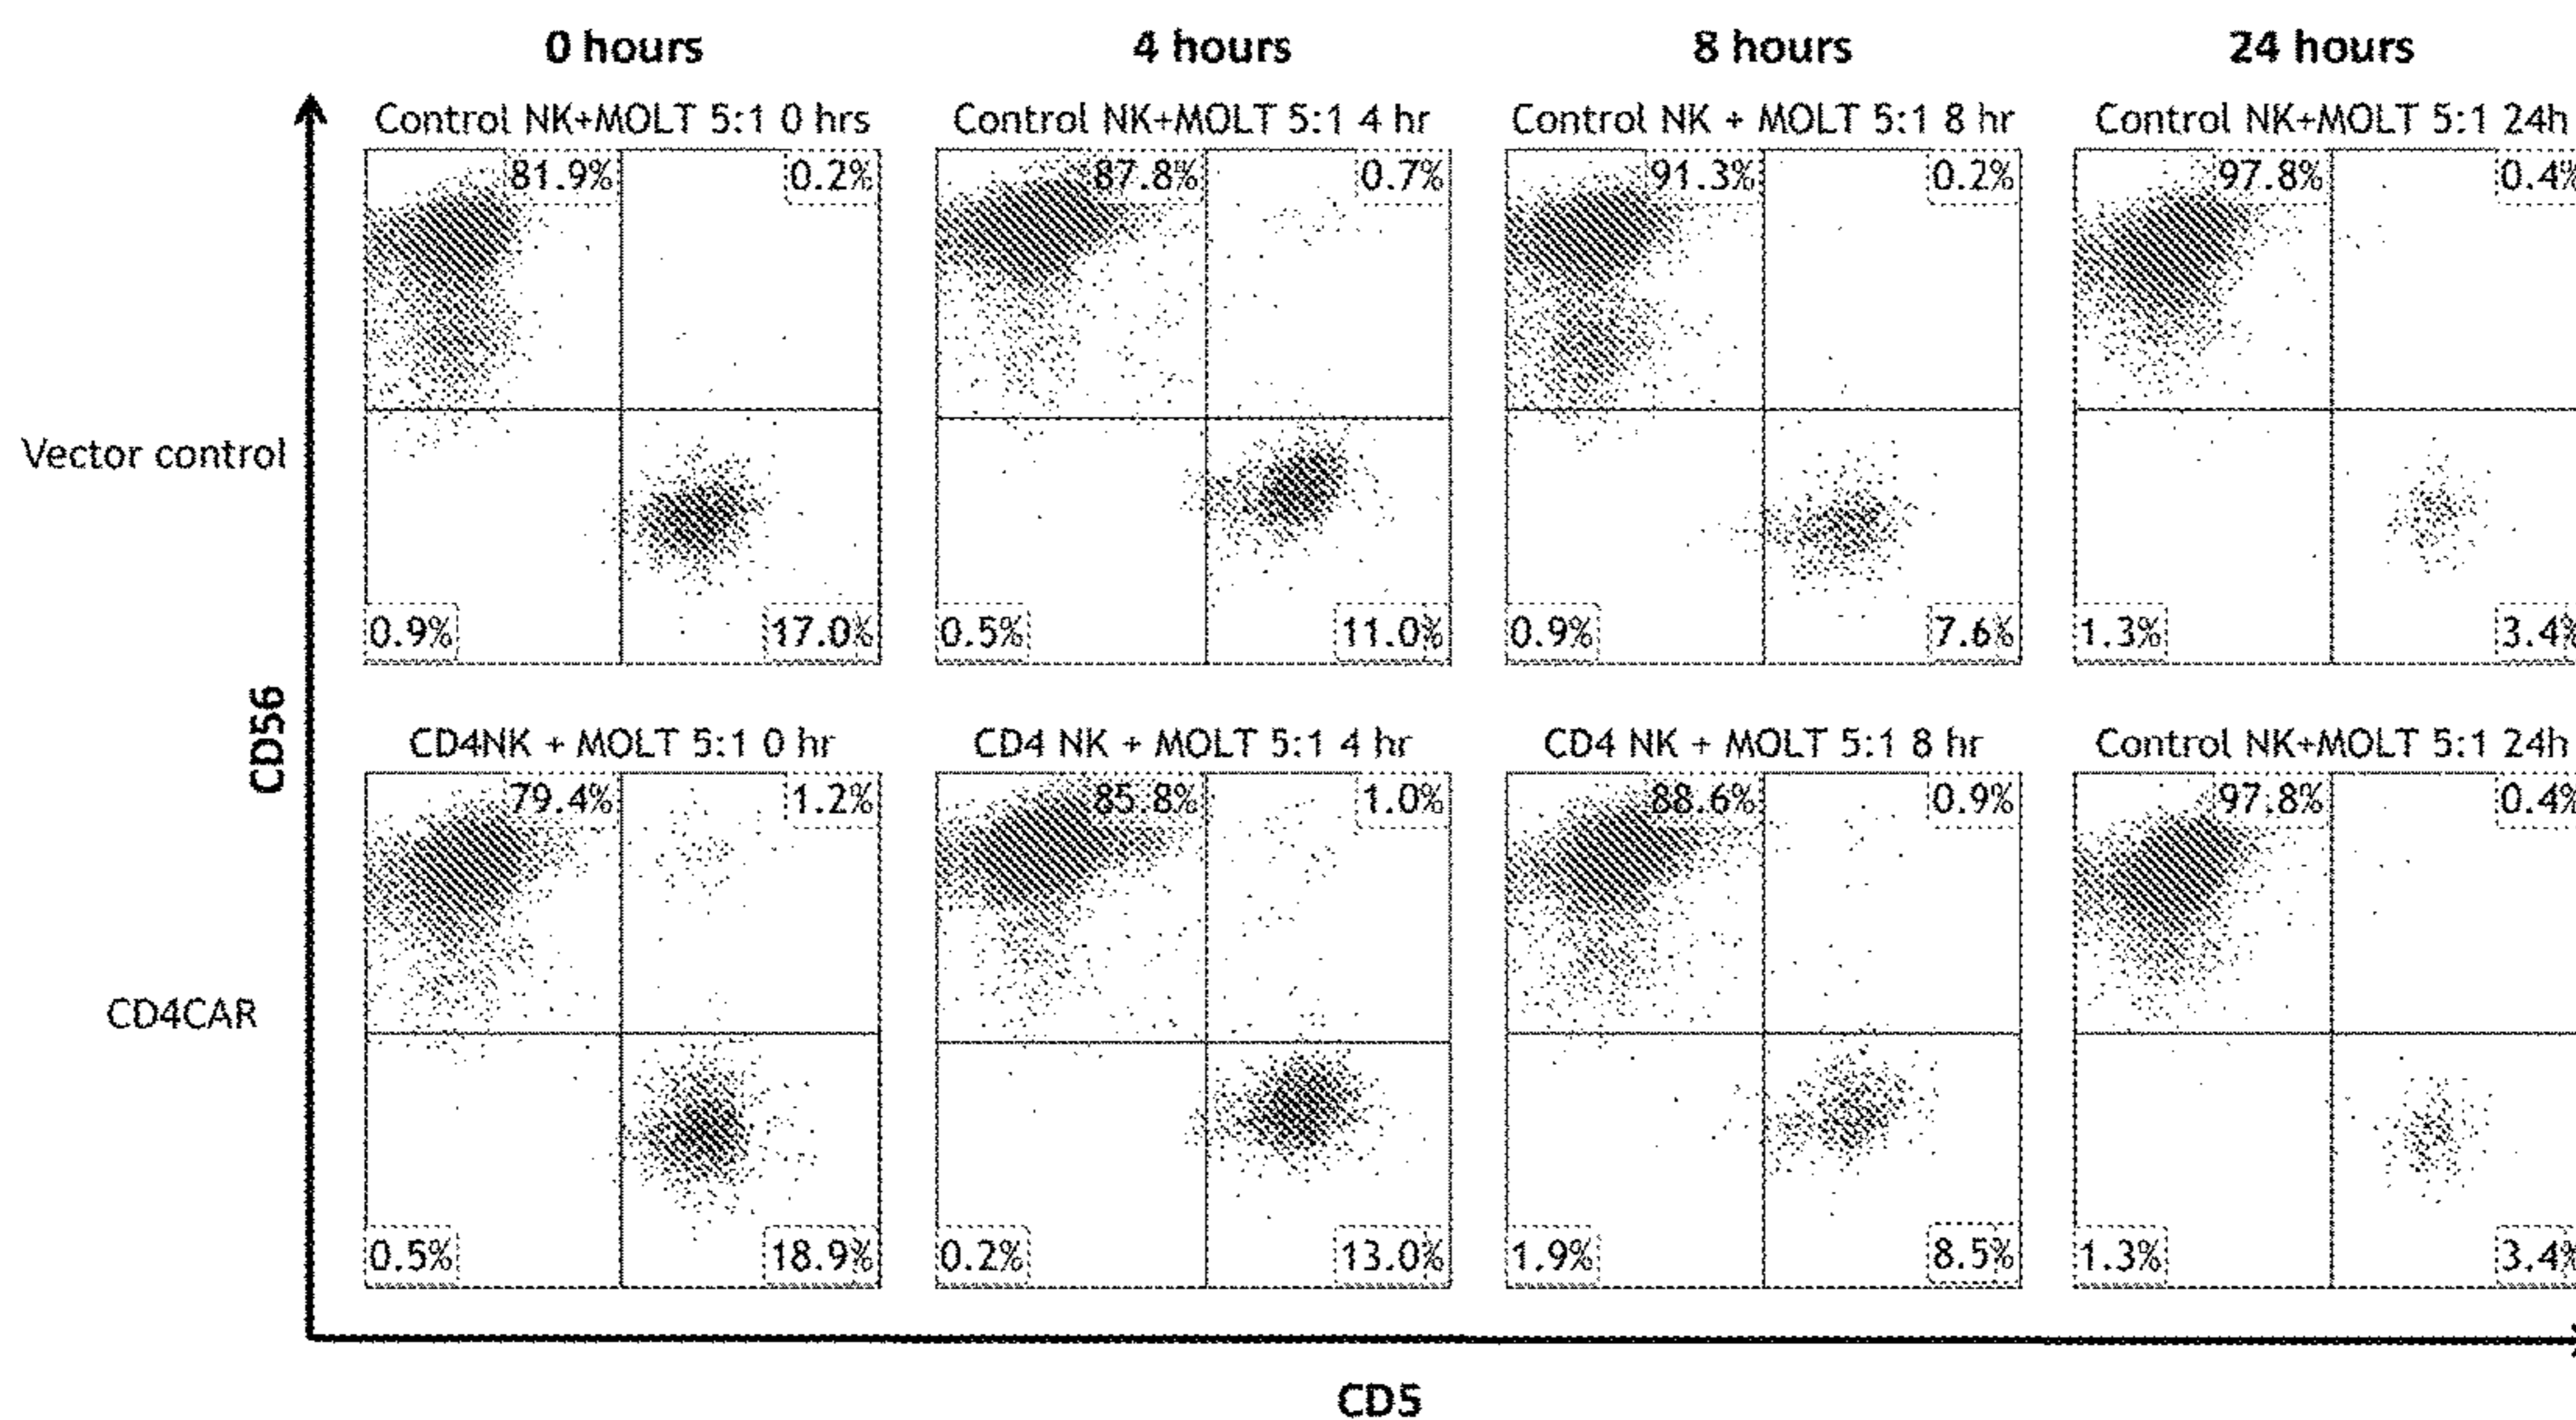 0 hours 4 hours 8 hours 24 hours
Control NK+MOLT 5:1 0 hrs Control NK+MOLT 5:1 4 hr Control NK + MOLT 5:1 8 hr Control NK+MOLT 5:1 24h
81.9% 0.2% 87.8% 0.7% 91.3% 0.2% 97.8% 0.4%
Vector control
0.9% 17.0% 0.5% 11.0% 0.9% 7.6% 1.3% 3.4%
CD56
CD4NK + MOLT 5:1 0 hr CD4 NK + MOLT 5:1 4 hr CD4 NK + MOLT 5:1 8 hr Control NK+MOLT 5:1 24h
79.4% 1.2% 85.8% 1.0% 88.6% 0.9% 97.8% 0.4%
CD4CAR
0.5% 18.9% 0.2% 13.0% 1.9% 8.5% 1.3% 3.4%
CD5